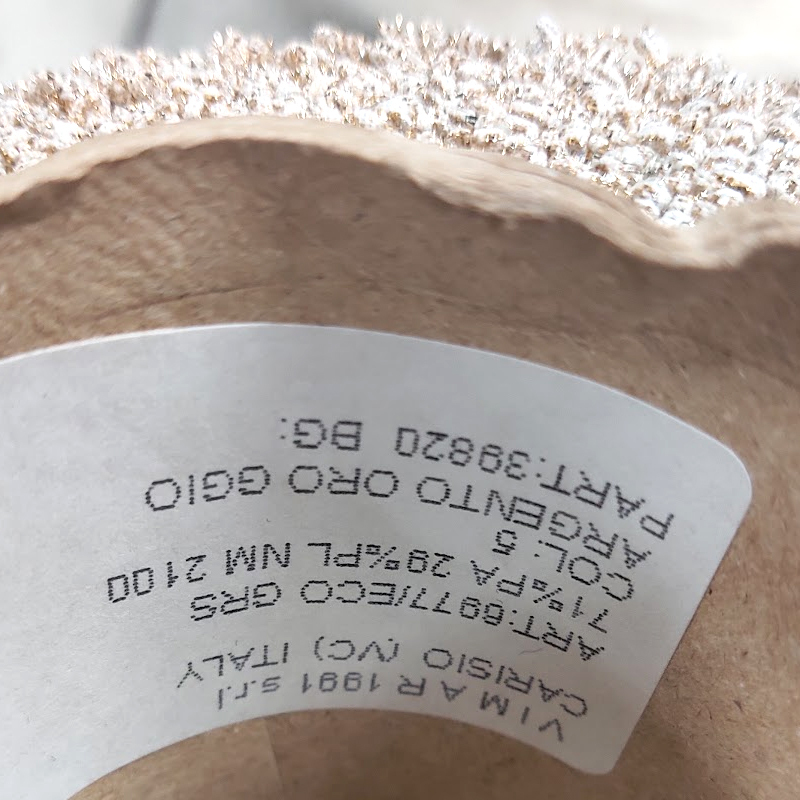 V I M A R 1991 s.r.l
CARISIO (VC) ITALY
ART:6977/ECO GRS
71%PA 29%PL NM 2100
COL: 5
ARGENTO ORO GGIO
PART:39820 BG: